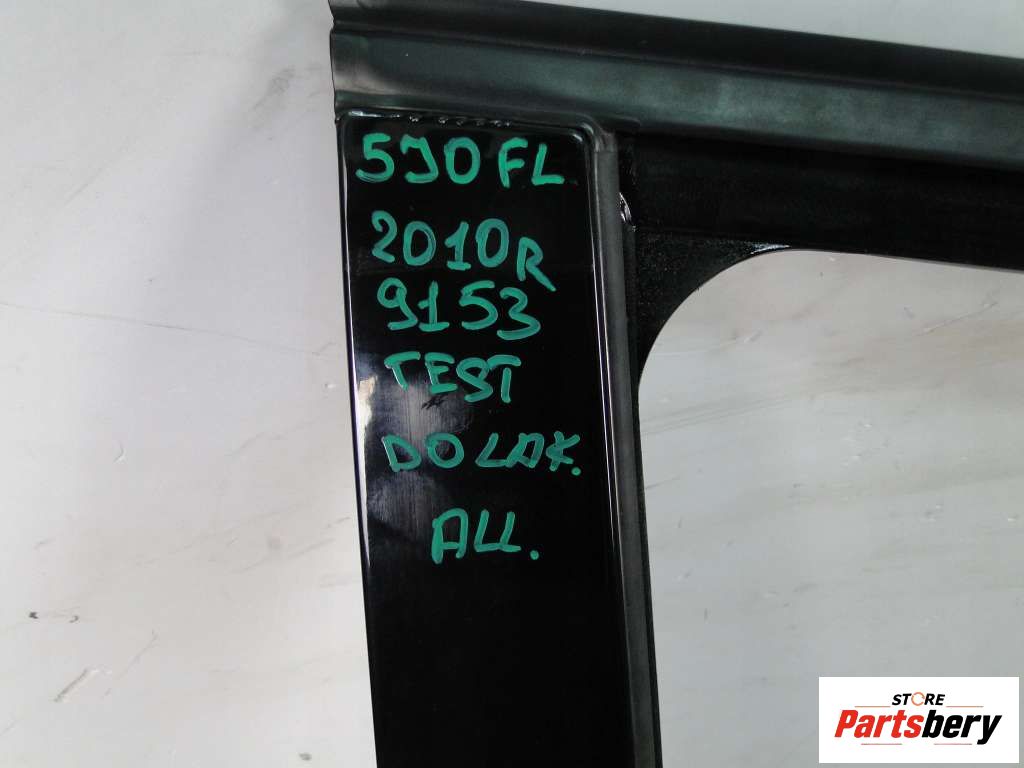 5J0 FL
2010R
9153
TEST
DO LAK.
ALL.
STORE
Partsbery